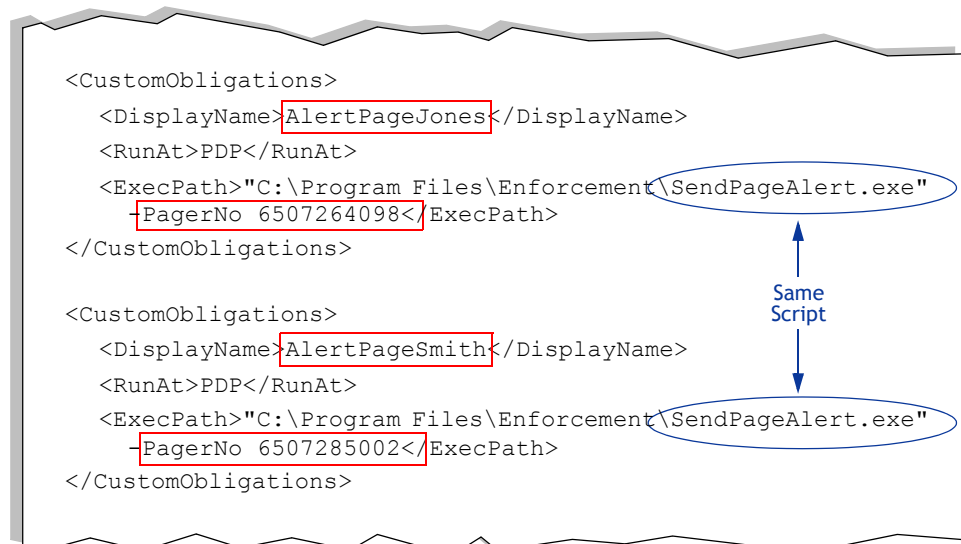 <CustomObligations>
<DisplayName>AlertPageJones</DisplayName>
<RunAt>PDP</RunAt>
<ExecPath>"C:\Program Files\Enforcement\SendPageAlert.exe"
-PagerNo 6507264098</ExecPath>
</CustomObligations>
Same
Script
<CustomObligations>
<DisplayName>AlertPageSmith</DisplayName>
<RunAt>PDP</RunAt>
<ExecPath>"C:\Program Files\Enforcement\SendPageAlert.exe"
-PagerNo 6507285002</ExecPath>
</CustomObligations>